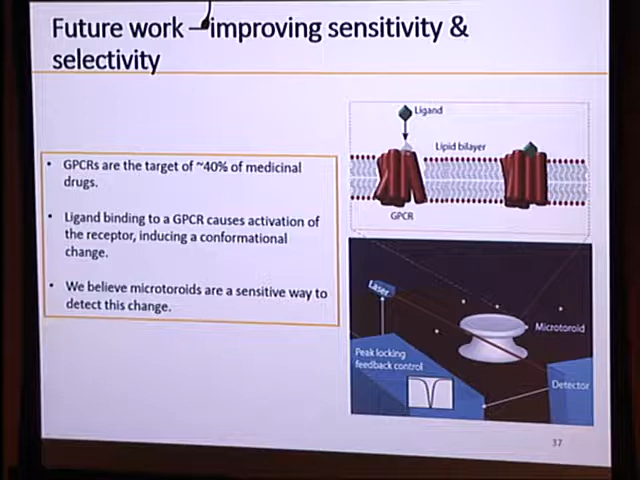 Future work – improving sensitivity &
selectivity
• GPCRs are the target of ~40% of medicinal
drugs.
• Ligand binding to a GPCR causes activation of
the receptor, inducing a conformational
change.
• We believe microtoroids are a sensitive way to
detect this change.
Ligand
Lipid bilayer
GPCR
Laser
Microtoroid
Peak locking
feedback control
Detector
37